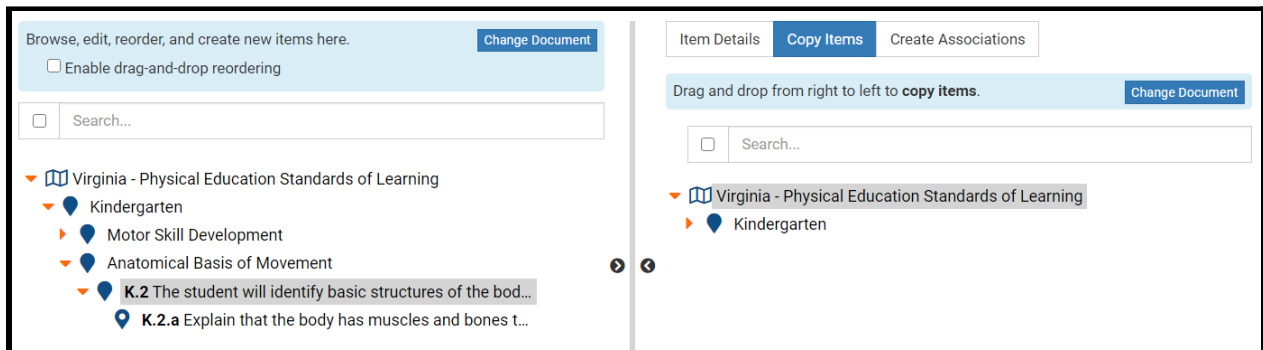 Browse, edit, reorder, and create new items here.
Change Document
Enable drag-and-drop reordering
Search...
Virginia - Physical Education Standards of Learning
Kindergarten
Motor Skill Development
Anatomical Basis of Movement
K.2 The student will identify basic structures of the bod...
K.2.a Explain that the body has muscles and bones t...
Item Details
Copy Items
Create Associations
Drag and drop from right to left to copy items.
Change Document
Search...
Virginia - Physical Education Standards of Learning
Kindergarten